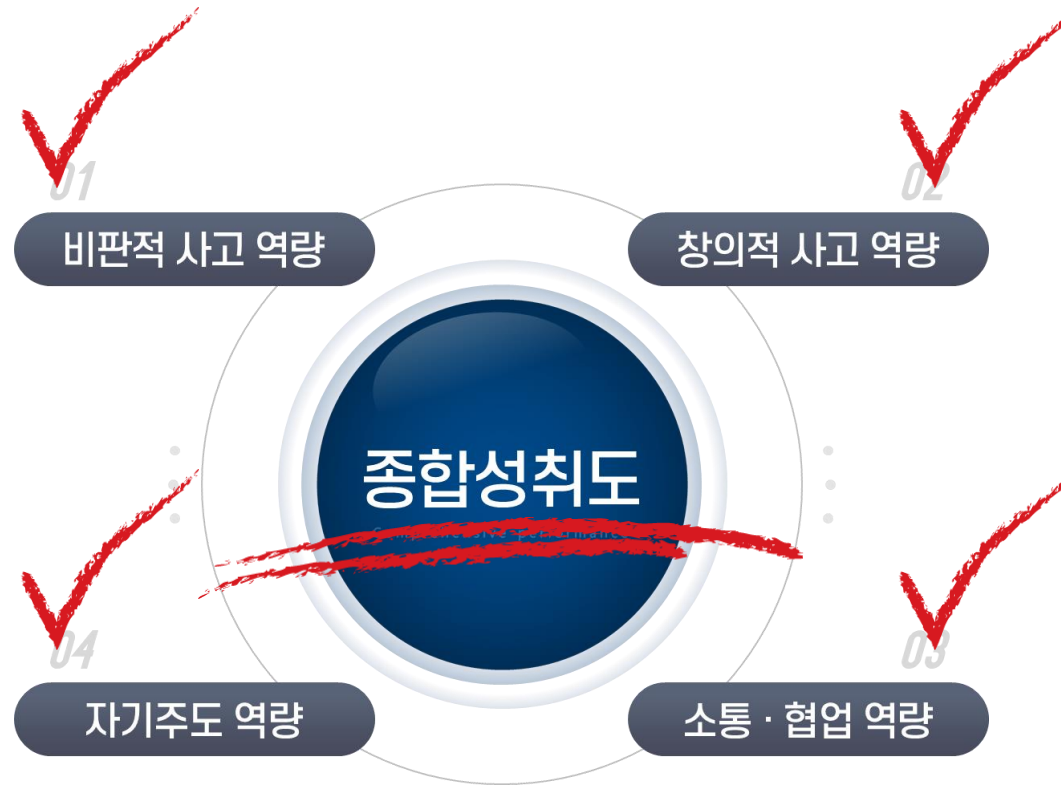 01
02
비판적 사고 역량
창의적 사고 역량
종합성취도
04
03
자기주도 역량
소통 · 협업 역량